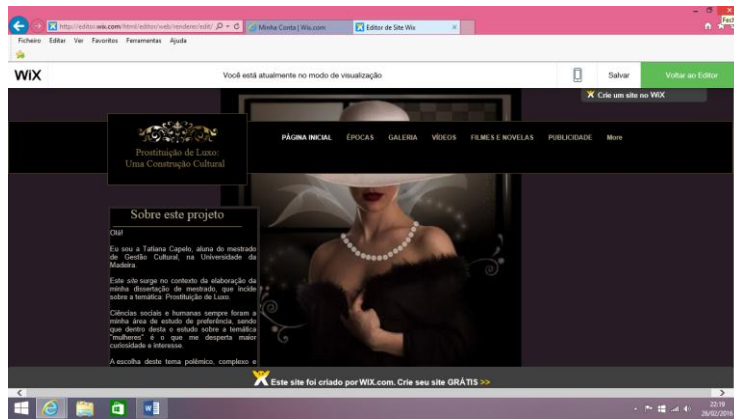 http://editor.wix.com/html/editor/web/renderer/edit/
Minha Conta | Wix.com
Editor de Site Wix
Ficheiro Editar Ver Favoritos Ferramentas Ajuda
WiX
Você está atualmente no modo de visualização
Salvar
Voltar ao Editor
Crie um site no WIX
Prostituição de Luxo:
Uma Construção Cultural
PÁGINA INICIAL ÉPOCAS GALERIA VÍDEOS FILMES E NOVELAS PUBLICIDADE More
Sobre este projeto
Olá!
Eu sou a Tatiana Capelo, aluna do mestrado
de Gestão Cultural, na Universidade da
Madeira.
Este site surge no contexto da elaboração da
minha dissertação de mestrado, que incide
sobre a temática: Prostituição de Luxo.
Ciências sociais e humanas sempre foram a
minha área de estudo de preferência, sendo
que dentro desta o estudo sobre a temática
"mulheres" é o que me desperta maior
curiosidade e interesse.
A escolha deste tema polémico, complexo e
Este site foi criado por WIX.com. Crie seu site GRÁTIS >>
22:19
26/02/2016